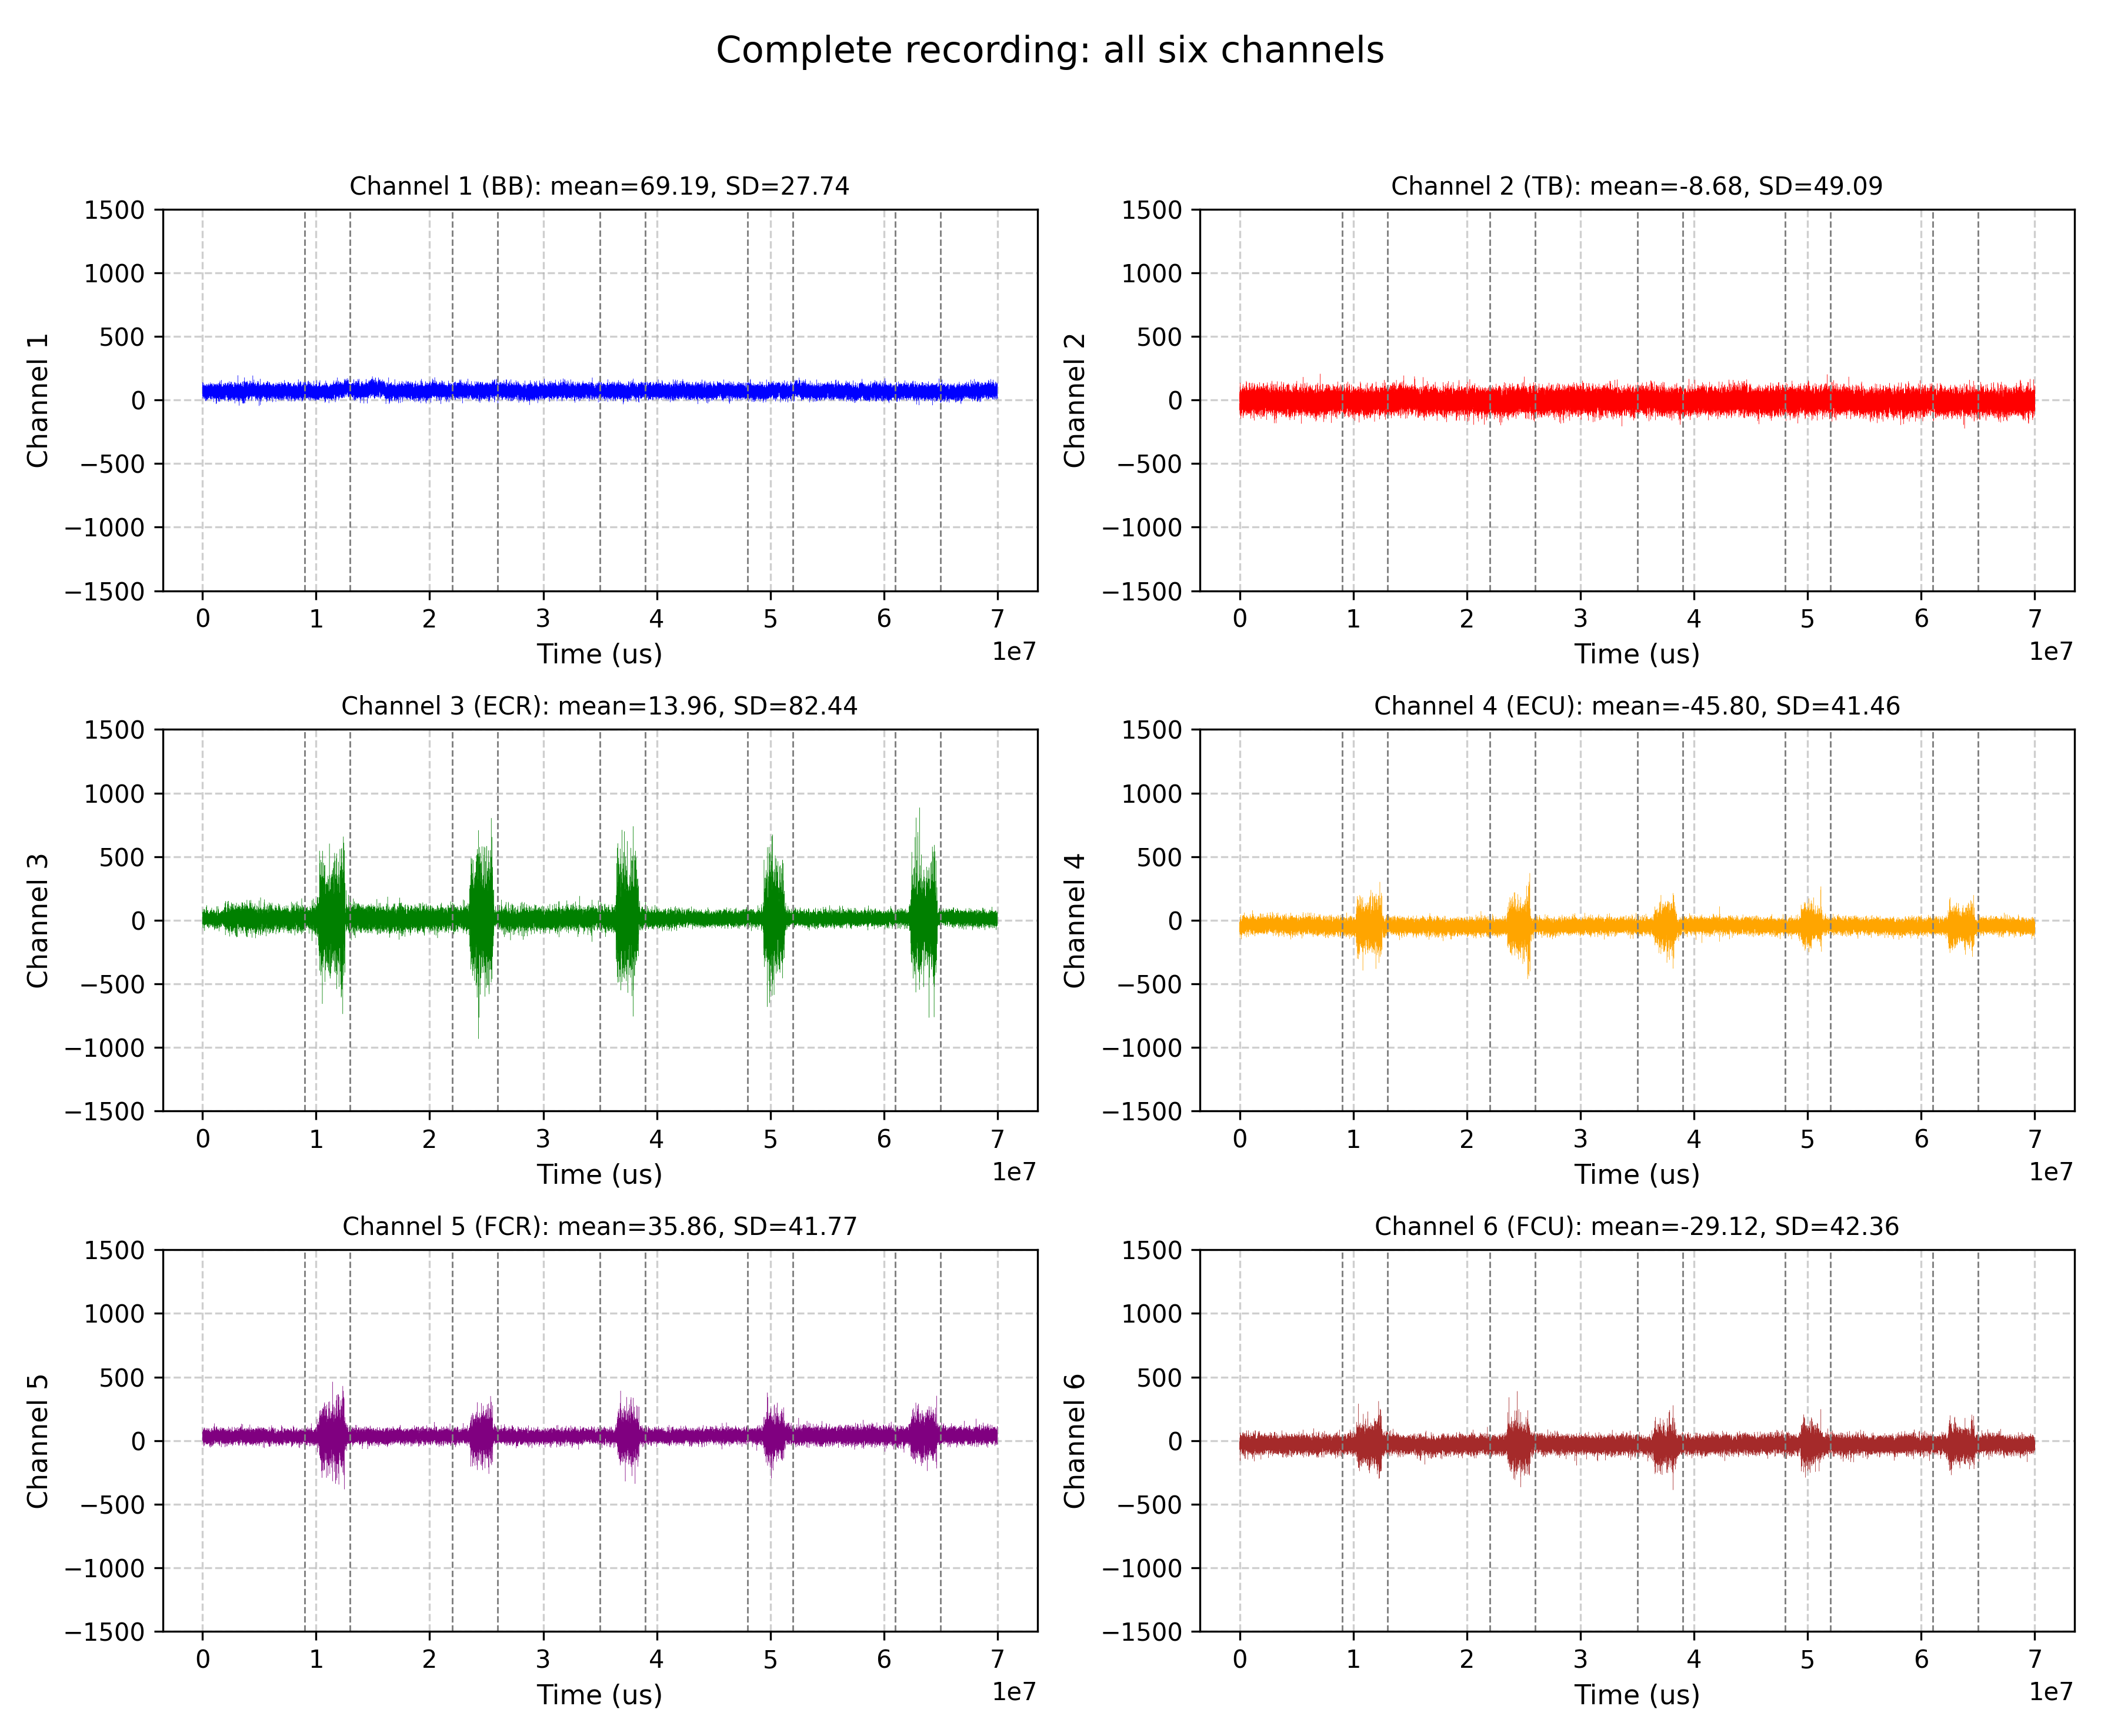 Complete recording: all six channels
Channel 1 (BB): mean=69.19, SD=27.74
1500
1000
500
0
−500
−1000
−1500
Channel 1
0 1 2 3 4 5 6 7
Time (us)
1e7
Channel 2 (TB): mean=-8.68, SD=49.09
1500
1000
500
0
−500
−1000
−1500
Channel 2
0 1 2 3 4 5 6 7
Time (us)
1e7
Channel 3 (ECR): mean=13.96, SD=82.44
1500
1000
500
0
−500
−1000
−1500
Channel 3
0 1 2 3 4 5 6 7
Time (us)
1e7
Channel 4 (ECU): mean=-45.80, SD=41.46
1500
1000
500
0
−500
−1000
−1500
Channel 4
0 1 2 3 4 5 6 7
Time (us)
1e7
Channel 5 (FCR): mean=35.86, SD=41.77
1500
1000
500
0
−500
−1000
−1500
Channel 5
0 1 2 3 4 5 6 7
Time (us)
1e7
Channel 6 (FCU): mean=-29.12, SD=42.36
1500
1000
500
0
−500
−1000
−1500
Channel 6
0 1 2 3 4 5 6 7
Time (us)
1e7